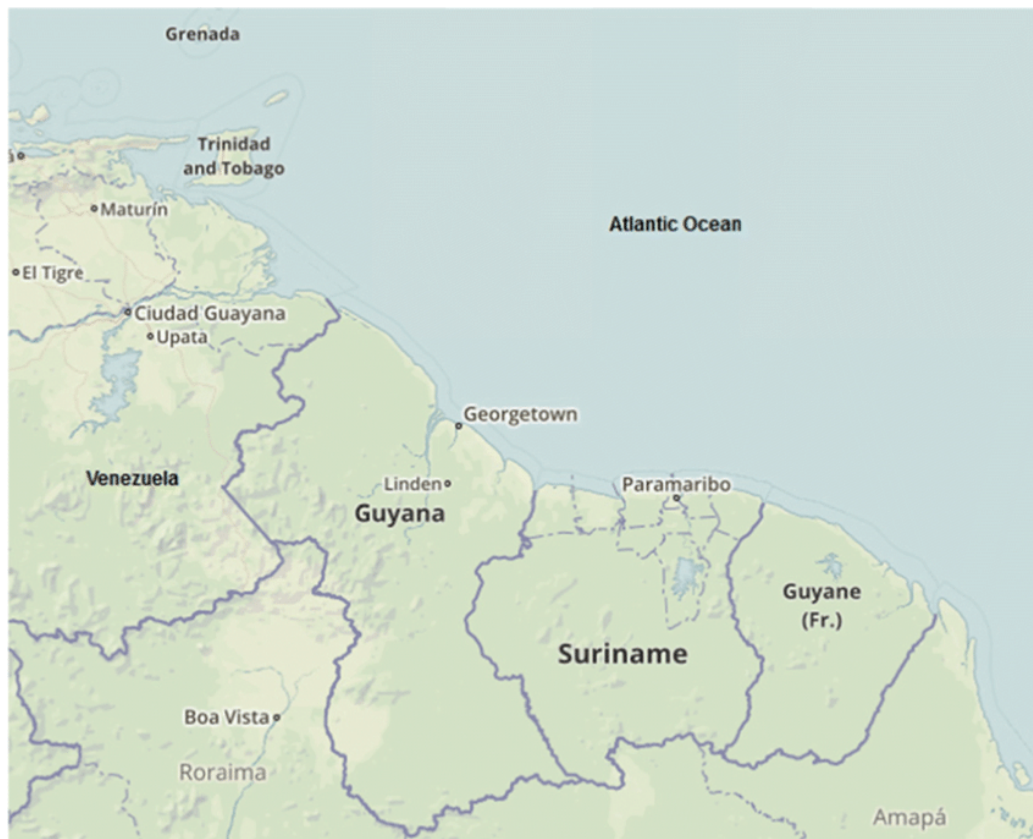 Grenada
Trinidad
and Tobago
Maturín
Atlantic Ocean
El Tigre
Ciudad Guayana
Upata
Georgetown
Venezuela
Linden
Paramaribo
Guyana
Guyane
(Fr.)
Suriname
Boa Vista
Roraima
Amapá